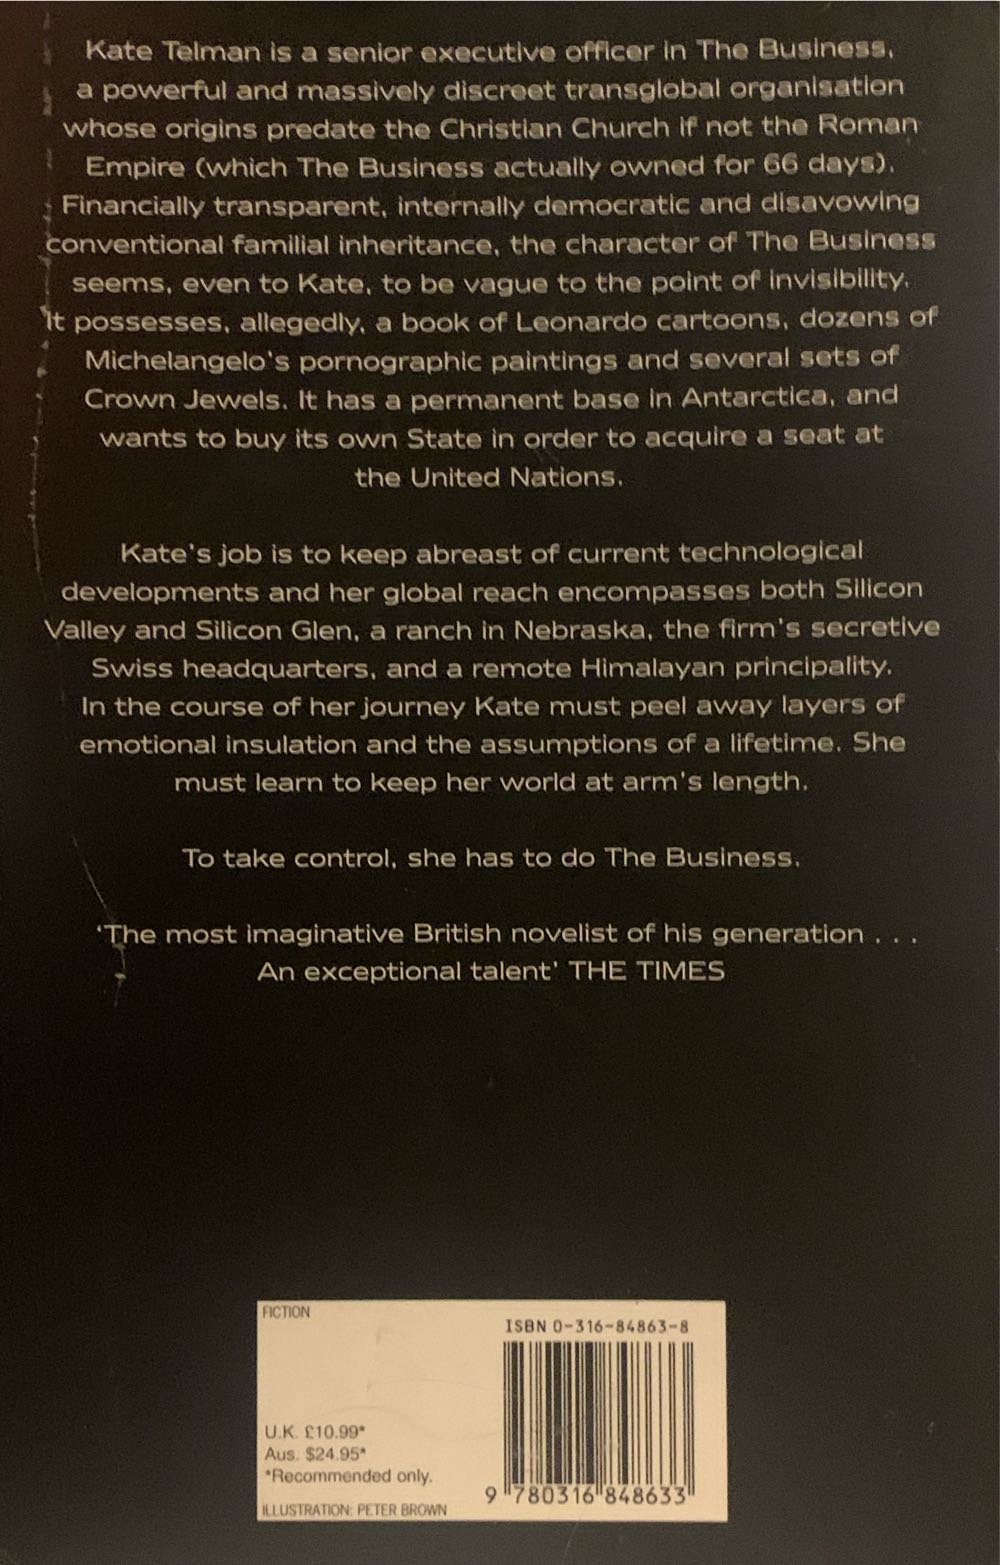 Kate Telman is a senior executive officer in The Business,
a powerful and massively discreet transglobal organisation
whose origins predate the Christian Church if not the Roman
Empire (which The Business actually owned for 66 days).
Financially transparent, internally democratic and disavowing
conventional familial inheritance, the character of The Business
seems, even to Kate, to be vague to the point of invisibility.
It possesses, allegedly, a book of Leonardo cartoons, dozens of
Michelangelo's pornographic paintings and several sets of
Crown Jewels. It has a permanent base in Antarctica, and
wants to buy its own State in order to acquire a seat at
the United Nations.
Kate's job is to keep abreast of current technological
developments and her global reach encompasses both Silicon
Valley and Silicon Glen, a ranch in Nebraska, the firm's secretive
Swiss headquarters, and a remote Himalayan principality.
In the course of her journey Kate must peel away layers of
emotional insulation and the assumptions of a lifetime. She
must learn to keep her world at arm's length.
To take control, she has to do The Business.
'The most imaginative British novelist of his generation . . .
An exceptional talent' THE TIMES
FICTION
ISBN 0-316-84863-8
U.K. £10.99*
Aus. $24.95*
*Recommended only.
ILLUSTRATION: PETER BROWN
9 780316 848633